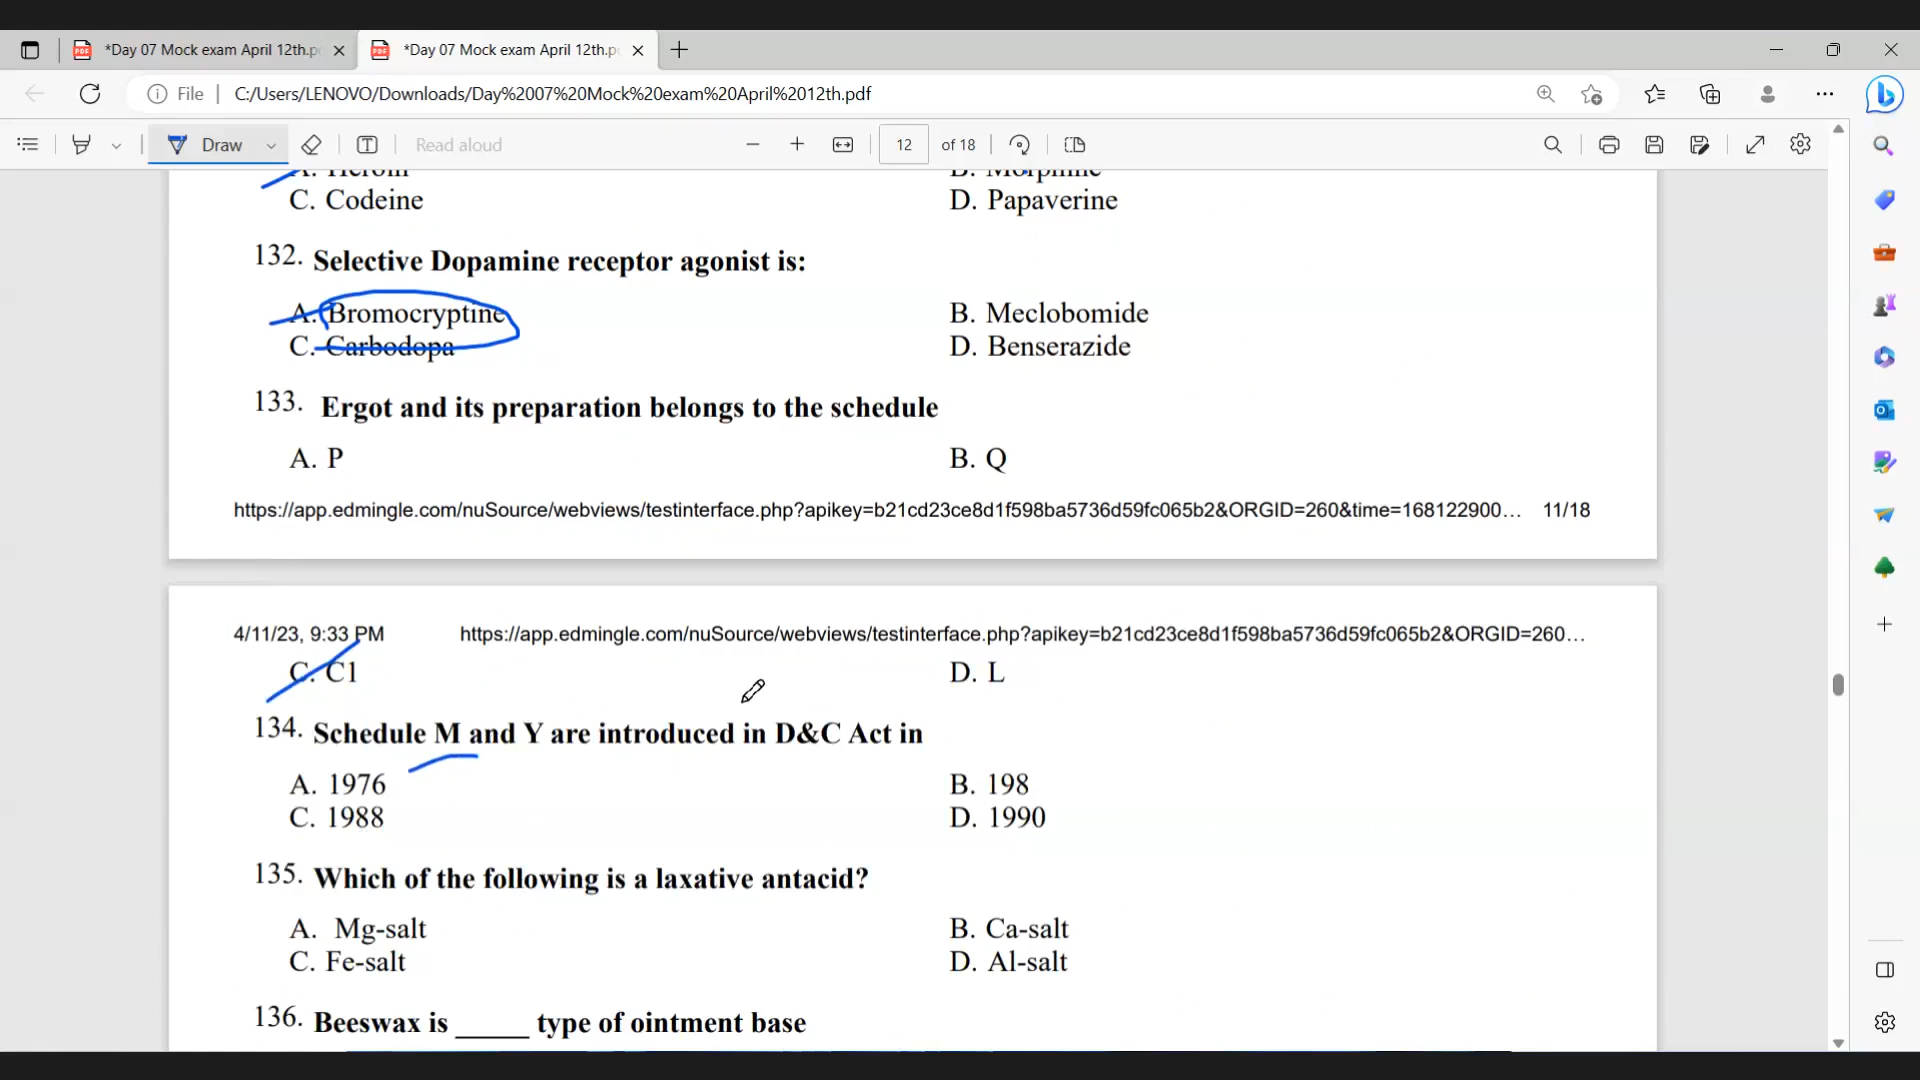 *Day 07 Mock exam April 12th.p
*Day 07 Mock exam April 12th.p
File
C:/Users/LENOVO/Downloads/Day%2007%20Mock%20exam%20April%2012th.pdf
Draw
Read aloud
12 of 18
A. Heroin B. Morphine
C. Codeine D. Papaverine
132. Selective Dopamine receptor agonist is:
A. Bromocryptine B. Meclobomide
C. Carbodopa D. Benserazide
133. Ergot and its preparation belongs to the schedule
A. P B. Q
https://app.edmingle.com/nuSource/webviews/testinterface.php?apikey=b21cd23ce8d1f598ba5736d59fc065b2&ORGID=260&time=168122900… 11/18
4/11/23, 9:33 PM https://app.edmingle.com/nuSource/webviews/testinterface.php?apikey=b21cd23ce8d1f598ba5736d59fc065b2&ORGID=260…
C. C1 D. L
134. Schedule M and Y are introduced in D&C Act in
A. 1976 B. 198
C. 1988 D. 1990
135. Which of the following is a laxative antacid?
A. Mg-salt B. Ca-salt
C. Fe-salt D. Al-salt
136. Beeswax is _____ type of ointment base